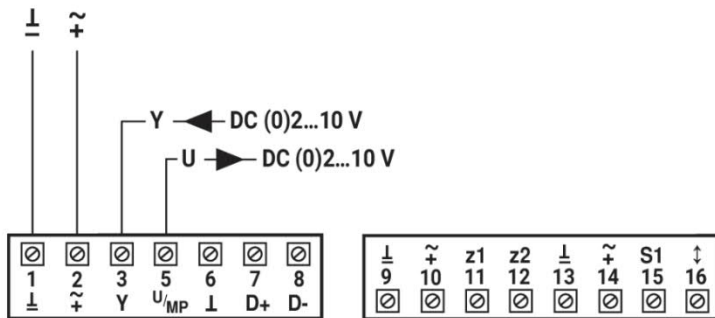 ⊥ ~+
Y DC (0)2...10 V
U DC (0)2...10 V
1 2 3 5 6 7 8
⊥ ~+ Y U/MP ⊥ D+ D-
⊥ ~+ z1 z2 ⊥ ~+ S1 ↕
9 10 11 12 13 14 15 16